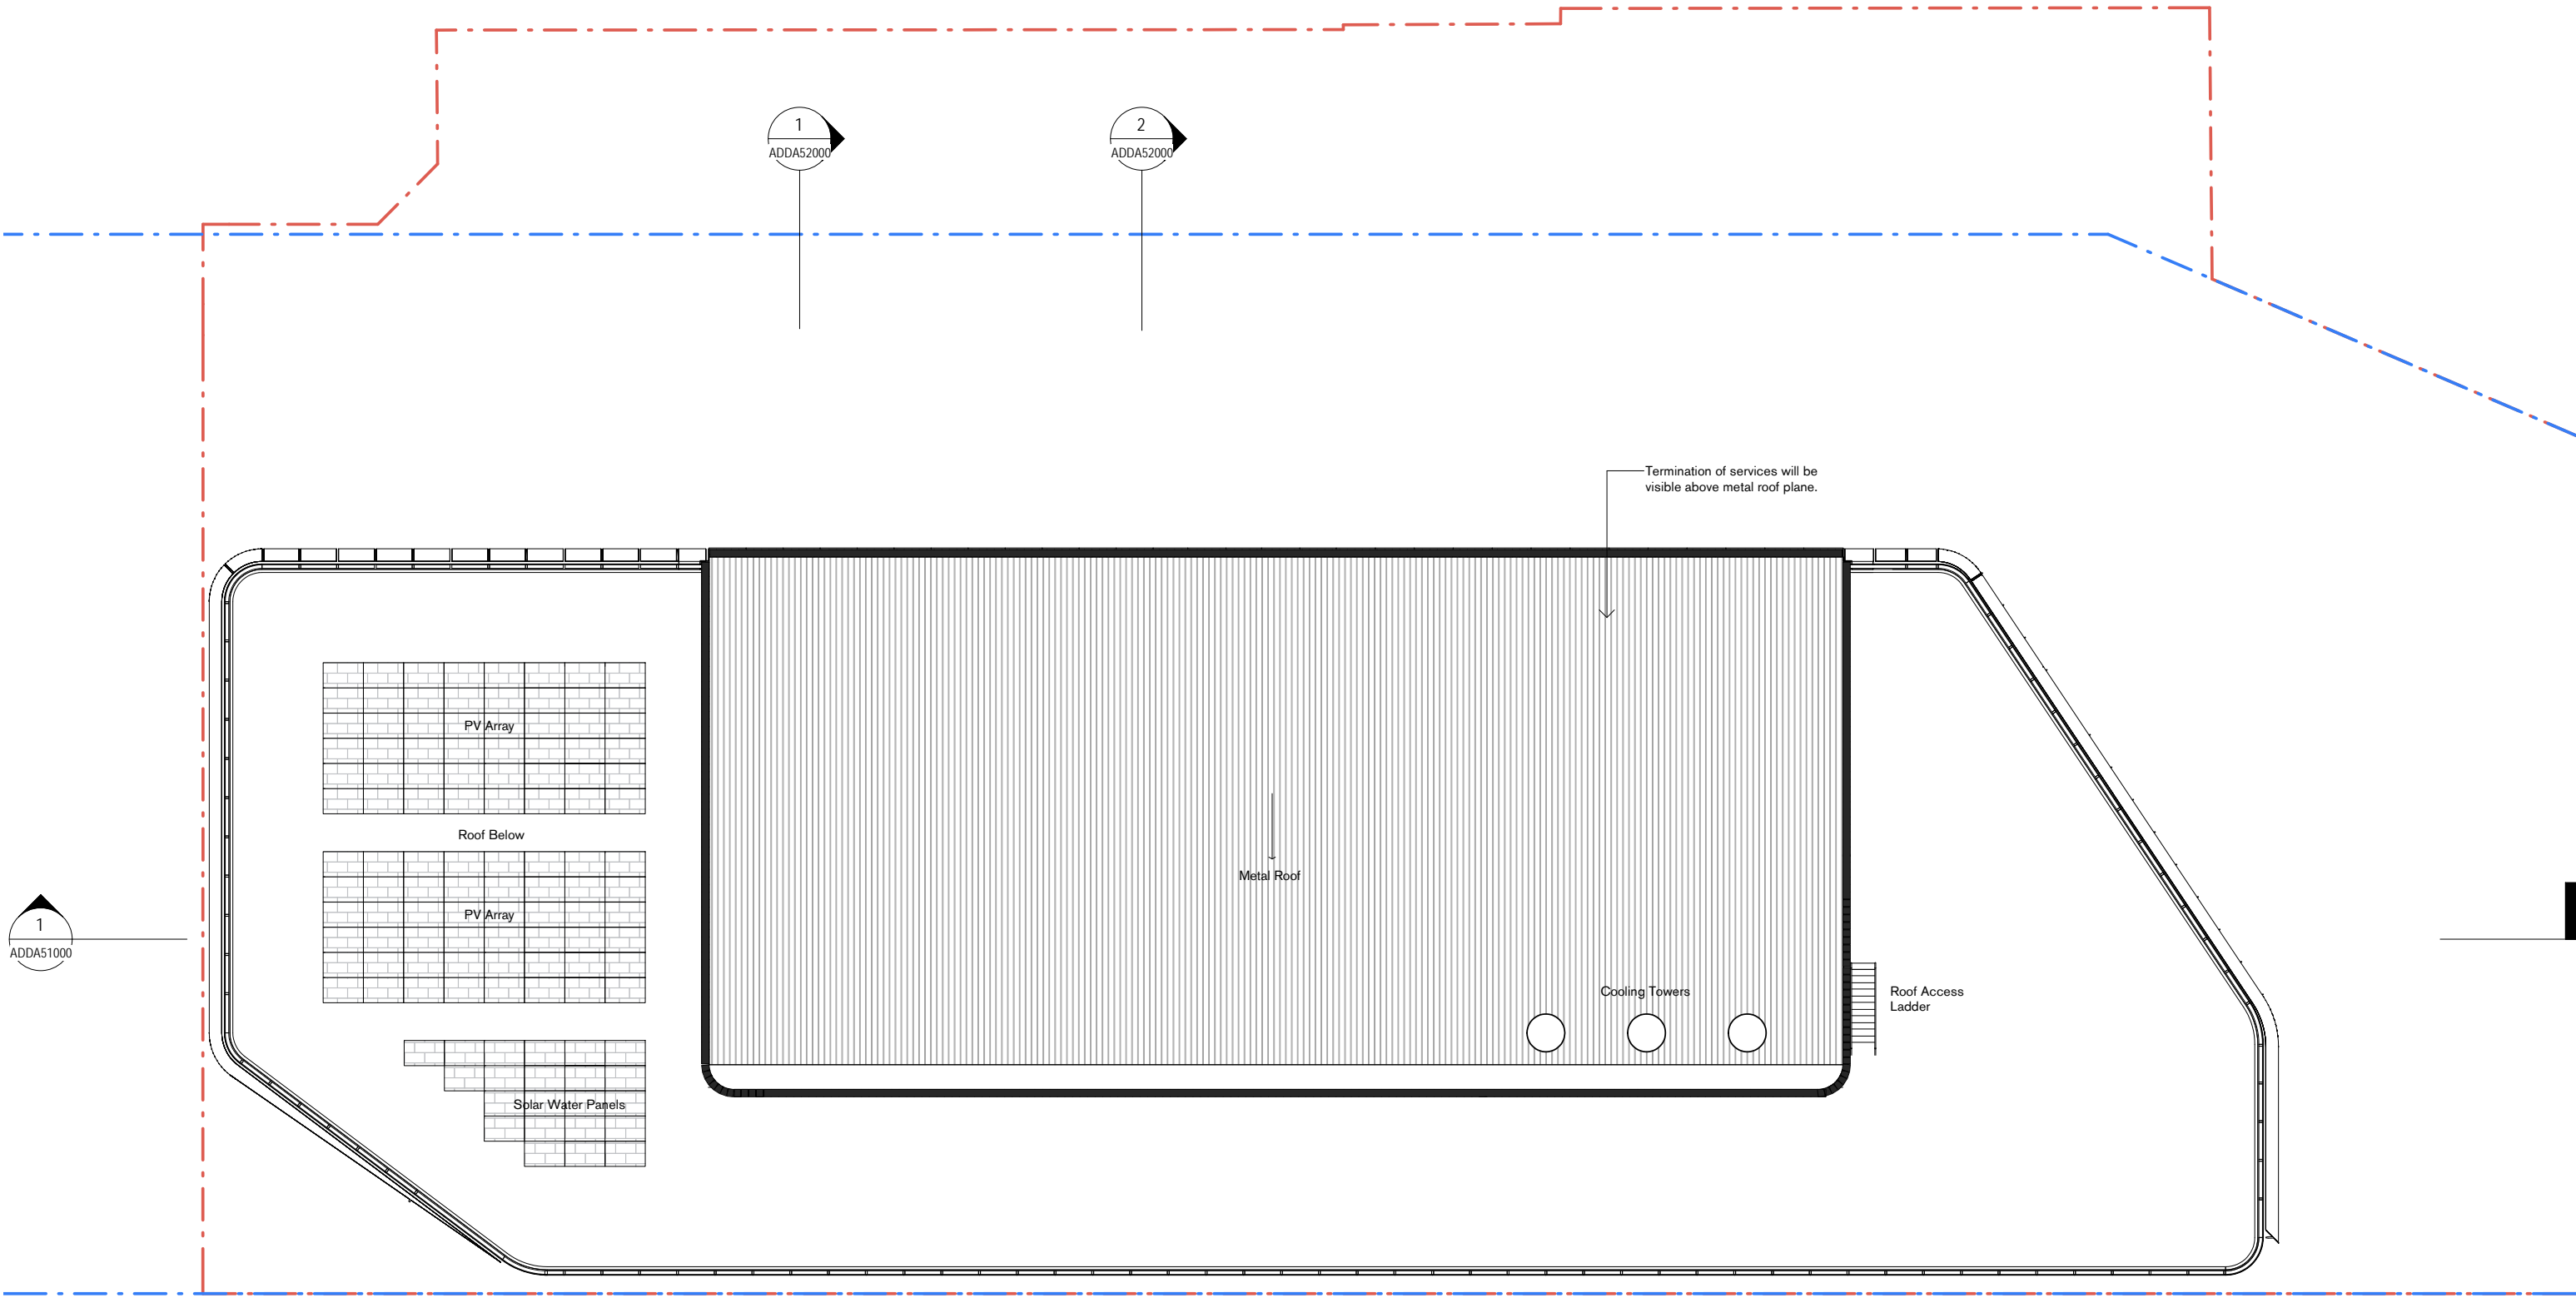 1
ADDA52000
2
ADDA52000
Termination of services will be
visible above metal roof plane.
PV Array
Roof Below
Metal Roof
PV Array
1
ADDA51000
Cooling Towers
Roof Access
Ladder
Solar Water Panels